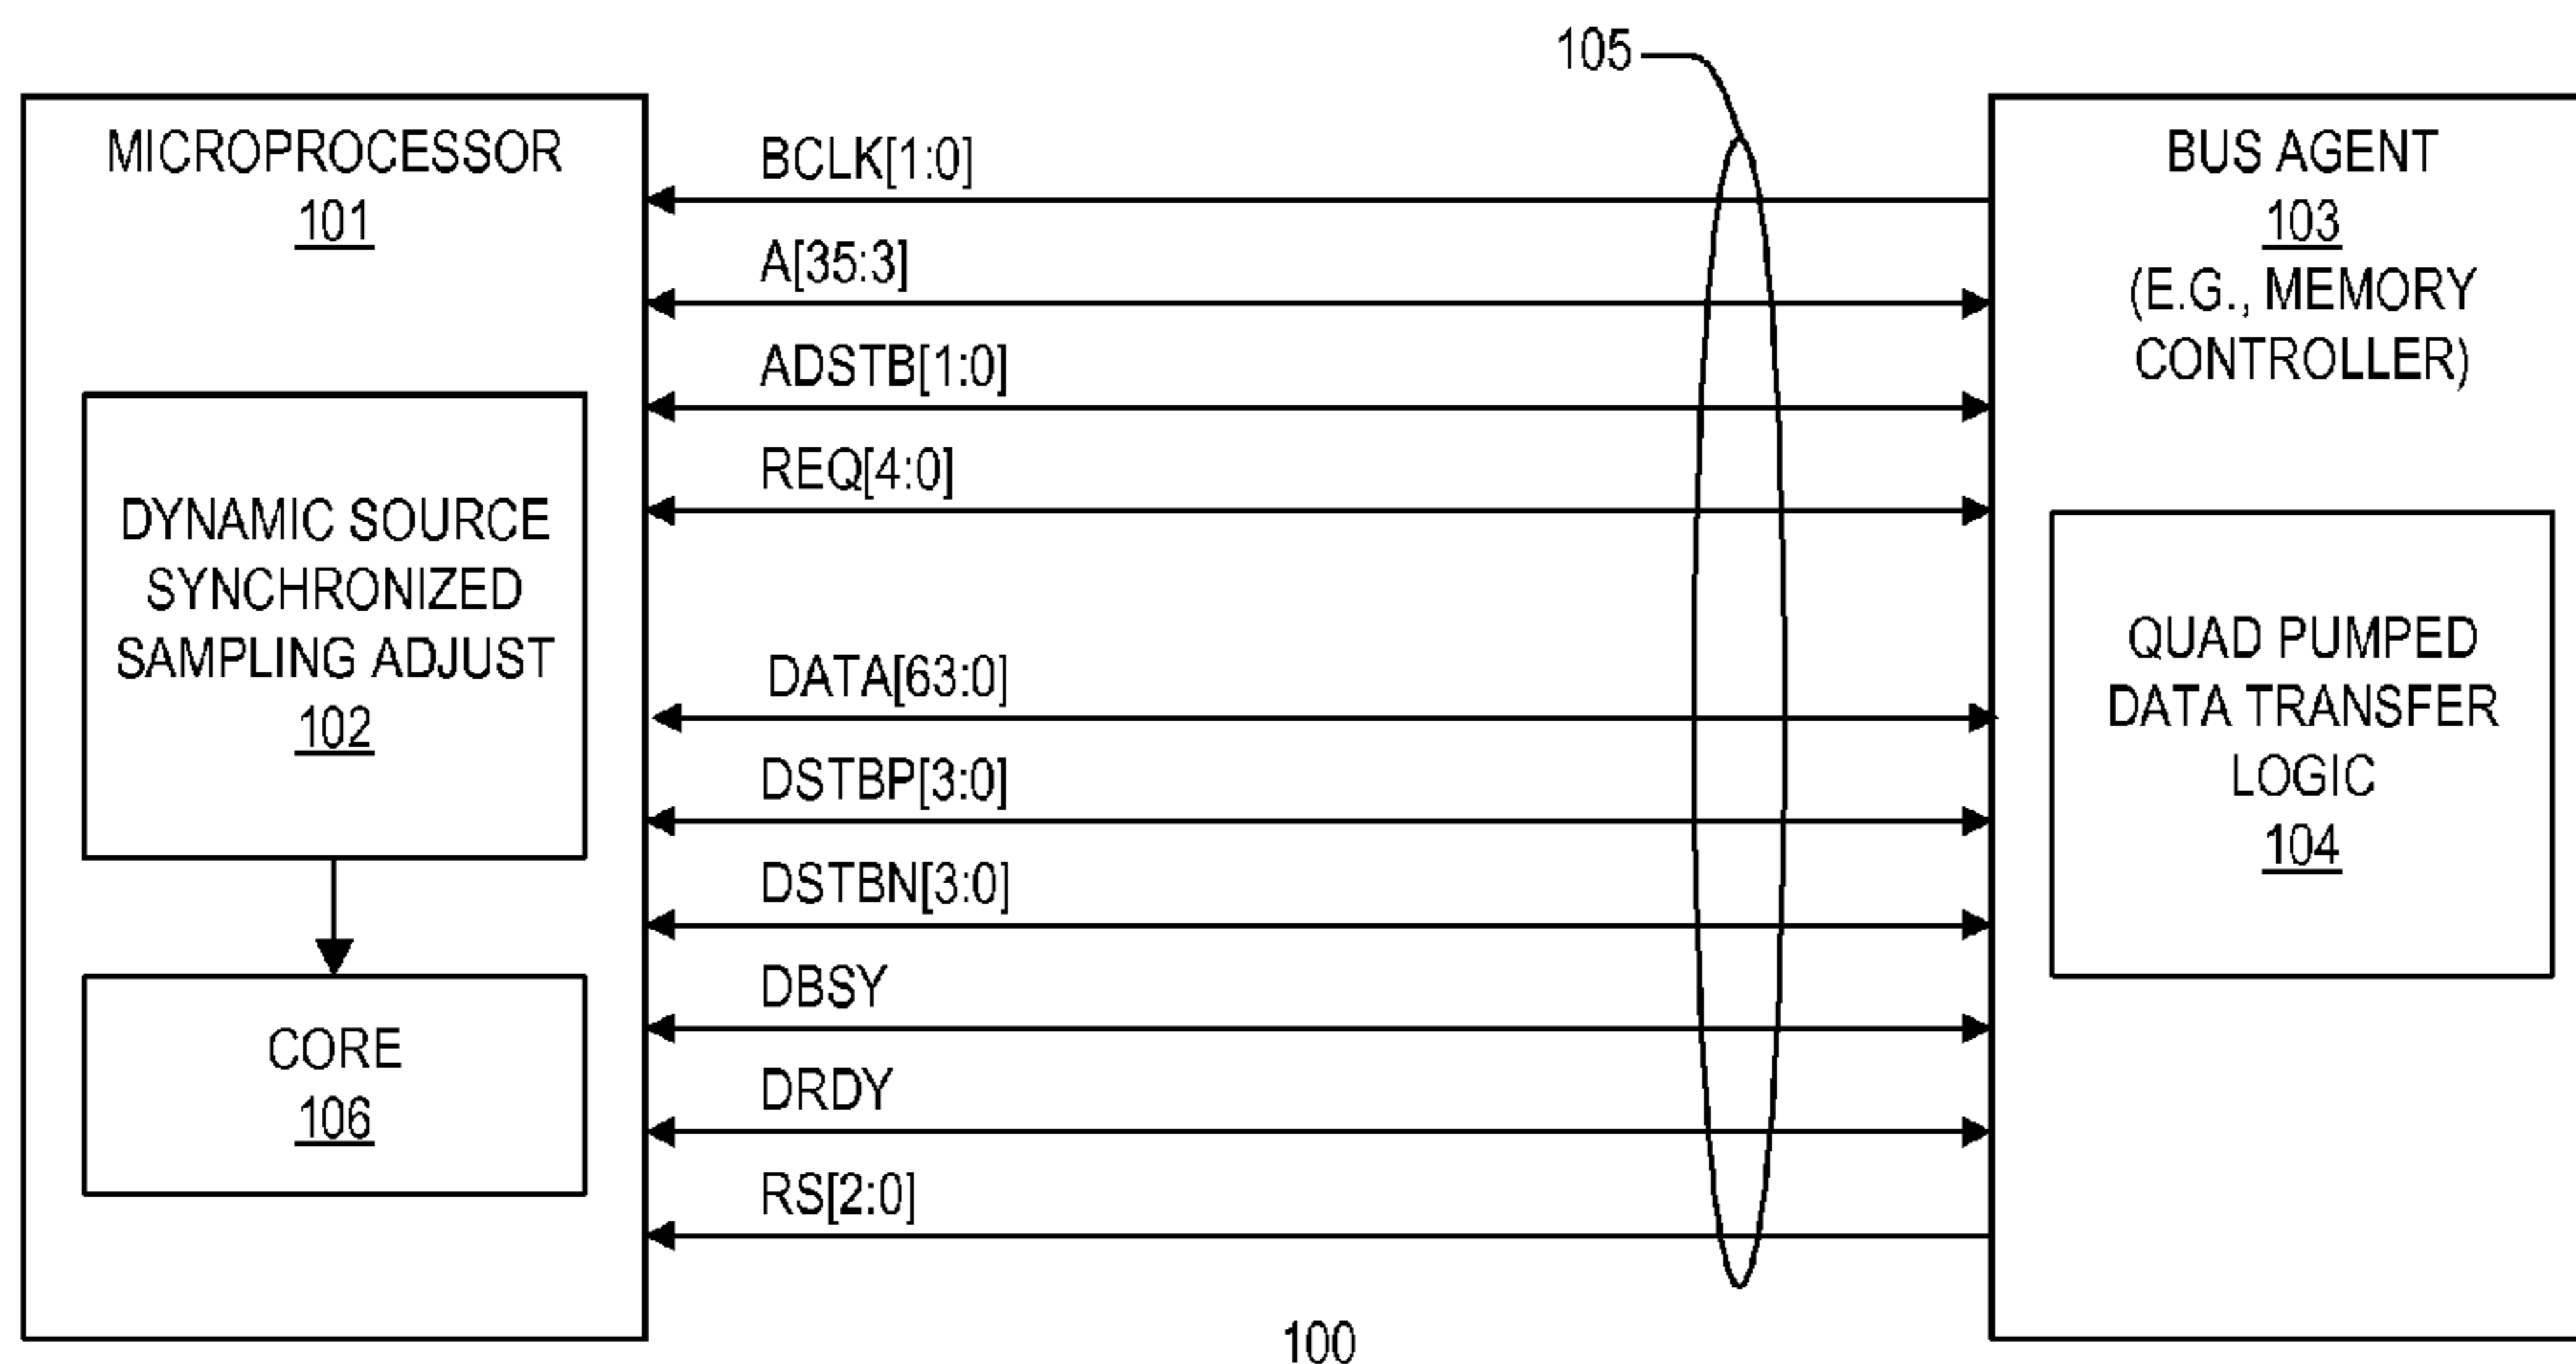 105
MICROPROCESSOR
101
DYNAMIC SOURCE
SYNCHRONIZED
SAMPLING ADJUST
102
CORE
106
BCLK[1:0]
A[35:3]
ADSTB[1:0]
REQ[4:0]
DATA[63:0]
DSTBP[3:0]
DSTBN[3:0]
DBSY
DRDY
RS[2:0]
BUS AGENT
103
(E.G., MEMORY
CONTROLLER)
QUAD PUMPED
DATA TRANSFER
LOGIC
104
100